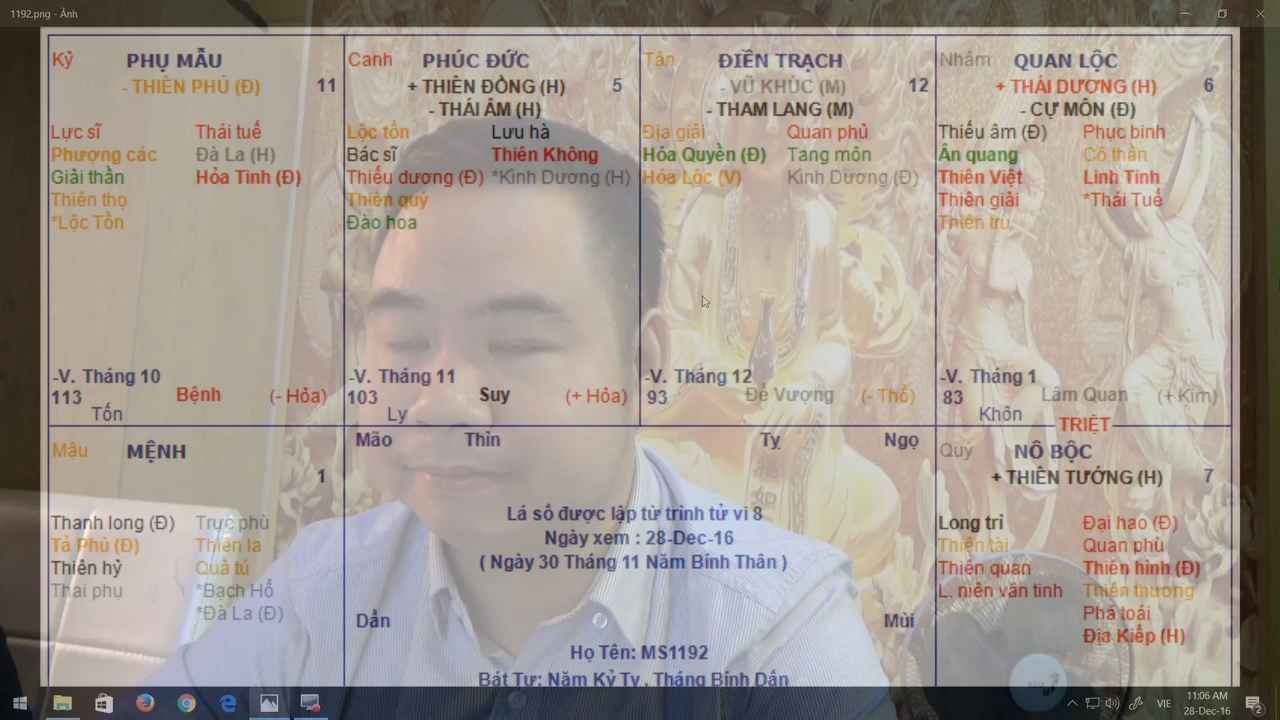 1192.png - Ảnh
Kỷ PHỤ MẪU
- THIÊN PHỦ (Đ) 11
Lực sĩ Thái tuế
Phượng các Đà La (H)
Giải thần Hỏa Tinh (Đ)
Thiên thọ
*Lộc Tồn
-V. Tháng 10
113 Bệnh (- Hỏa)
Tốn
Canh PHÚC ĐỨC
+ THIÊN ĐỒNG (H) 5
- THÁI ÂM (H)
Lộc tồn Lưu hà
Bác sĩ Thiên Không
Thiếu dương (Đ) *Kình Dương (H)
Thiên quý
Đào hoa
-V. Tháng 11
103 Suy (+ Hỏa)
Ly
Tân ĐIỀN TRẠCH
- VŨ KHÚC (M) 12
- THAM LANG (M)
Địa giải Quan phủ
Hóa Quyền (Đ) Tang môn
Hóa Lộc (V) Kình Dương (Đ)
-V. Tháng 12
93 Đế Vượng (- Thổ)
Nhâm QUAN LỘC
+ THÁI DƯƠNG (H) 6
- CỰ MÔN (Đ)
Thiếu âm (Đ) Phục binh
Ân quang Cô thần
Thiên Việt Linh Tinh
Thiên giải *Thái Tuế
Thiên trù
-V. Tháng 1
83 Lâm Quan (+ Kim)
Khôn
TRIỆT
Mậu MỆNH
1
Thanh long (Đ) Trực phù
Tả Phù (Đ) Thiên la
Thiên hỷ Quả tú
Thai phụ *Bạch Hổ
*Đà La (Đ)
Mão Thìn Tỵ Ngọ
Lá số được lập từ trình tử vi 8
Ngày xem : 28-Dec-16
( Ngày 30 Tháng 11 Năm Bính Thân )
Dần Mùi
Họ Tên: MS1192
Bát Tự: Năm Kỷ Tỵ , Tháng Bính Dần
Quý NÔ BỘC
+ THIÊN TƯỚNG (H) 7
Long trì Đại hao (Đ)
Thiên tài Quan phù
Thiên quan Thiên hình (Đ)
L. niên văn tinh Thiên thương
Phá toái
Địa Kiếp (H)
VIE
11:06 AM
28-Dec-16
2